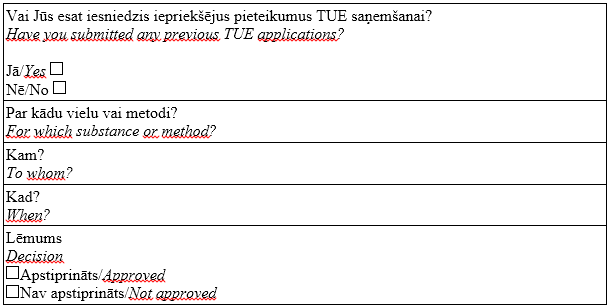 Vai Jūs esat iesniedzis iepriekšējus pieteikumus TUE saņemšanai?
Have you submitted any previous TUE applications?
Jā/Yes ☐
Nē/No ☐
Par kādu vielu vai metodi?
For which substance or method?
Kam?
To whom?
Kad?
When?
Lēmums
Decision
☐Apstiprināts/Approved
☐Nav apstiprināts/Not approved